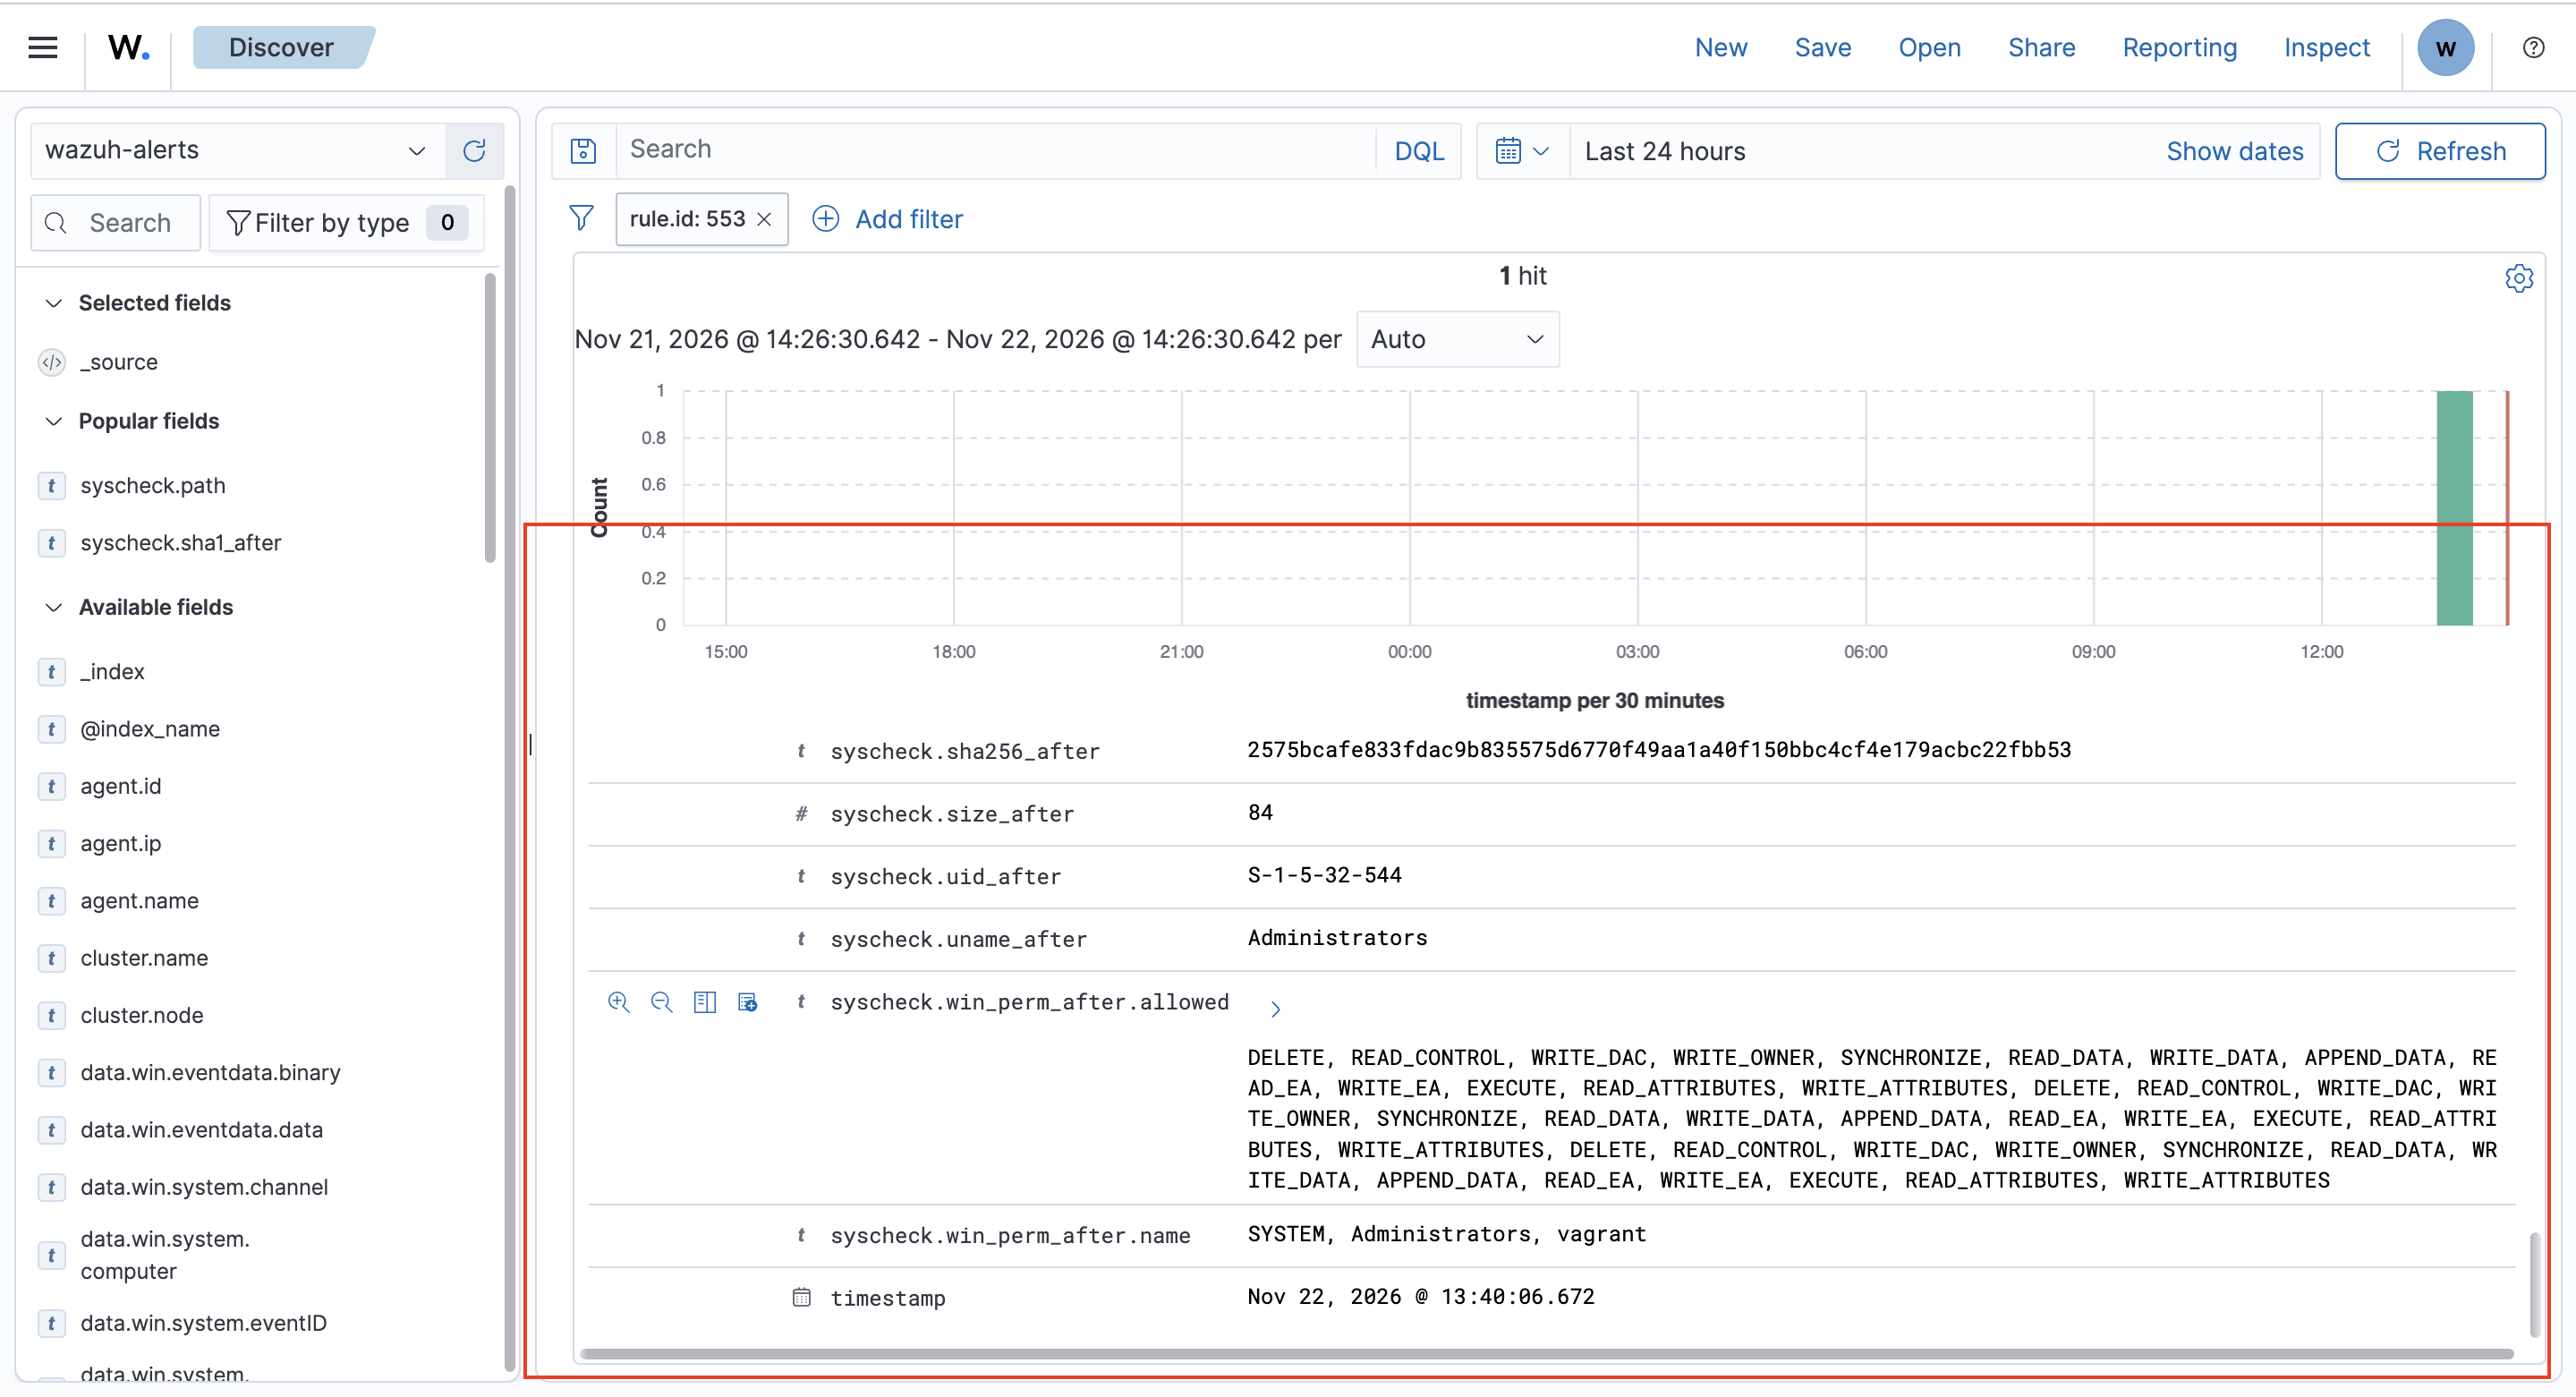 W.
Discover
New
Save
Open
Share
Reporting
Inspect
W
wazuh-alerts
Search
Filter by type 0
Selected fields
_source
Popular fields
syscheck.path
syscheck.sha1_after
Available fields
_index
@index_name
agent.id
agent.ip
agent.name
cluster.name
cluster.node
data.win.eventdata.binary
data.win.eventdata.data
data.win.system.channel
data.win.system.
computer
data.win.system.eventID
data.win.system.
Search
DQL
Last 24 hours
Show dates
Refresh
rule.id: 553
Add filter
1 hit
Nov 21, 2026 @ 14:26:30.642 - Nov 22, 2026 @ 14:26:30.642 per
Auto
Count
1
0.8
0.6
0.4
0.2
0
15:00
18:00
21:00
00:00
03:00
06:00
09:00
12:00
timestamp per 30 minutes
t syscheck.sha256_after 2575bcafe833fdac9b835575d6770f49aa1a40f150bbc4cf4e179acbc22fbb53
# syscheck.size_after 84
t syscheck.uid_after S-1-5-32-544
t syscheck.uname_after Administrators
t syscheck.win_perm_after.allowed
DELETE, READ_CONTROL, WRITE_DAC, WRITE_OWNER, SYNCHRONIZE, READ_DATA, WRITE_DATA, APPEND_DATA, RE
AD_EA, WRITE_EA, EXECUTE, READ_ATTRIBUTES, WRITE_ATTRIBUTES, DELETE, READ_CONTROL, WRITE_DAC, WRI
TE_OWNER, SYNCHRONIZE, READ_DATA, WRITE_DATA, APPEND_DATA, READ_EA, WRITE_EA, EXECUTE, READ_ATTRI
BUTES, WRITE_ATTRIBUTES, DELETE, READ_CONTROL, WRITE_DAC, WRITE_OWNER, SYNCHRONIZE, READ_DATA, WR
ITE_DATA, APPEND_DATA, READ_EA, WRITE_EA, EXECUTE, READ_ATTRIBUTES, WRITE_ATTRIBUTES
t syscheck.win_perm_after.name SYSTEM, Administrators, vagrant
timestamp Nov 22, 2026 @ 13:40:06.672